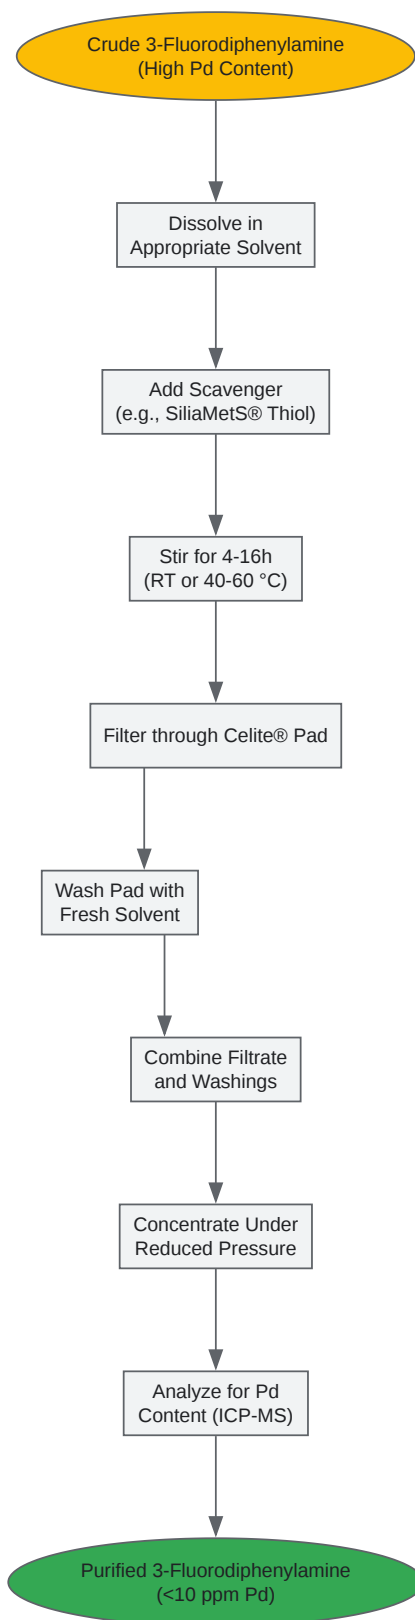 Crude 3-Fluorodiphenylamine
(High Pd Content)
Dissolve in
Appropriate Solvent
Add Scavenger
(e.g., SiliaMetS® Thiol)
Stir for 4-16h
(RT or 40-60 °C)
Filter through Celite® Pad
Wash Pad with
Fresh Solvent
Combine Filtrate
and Washings
Concentrate Under
Reduced Pressure
Analyze for Pd
Content (ICP-MS)
Purified 3-Fluorodiphenylamine
(<10 ppm Pd)